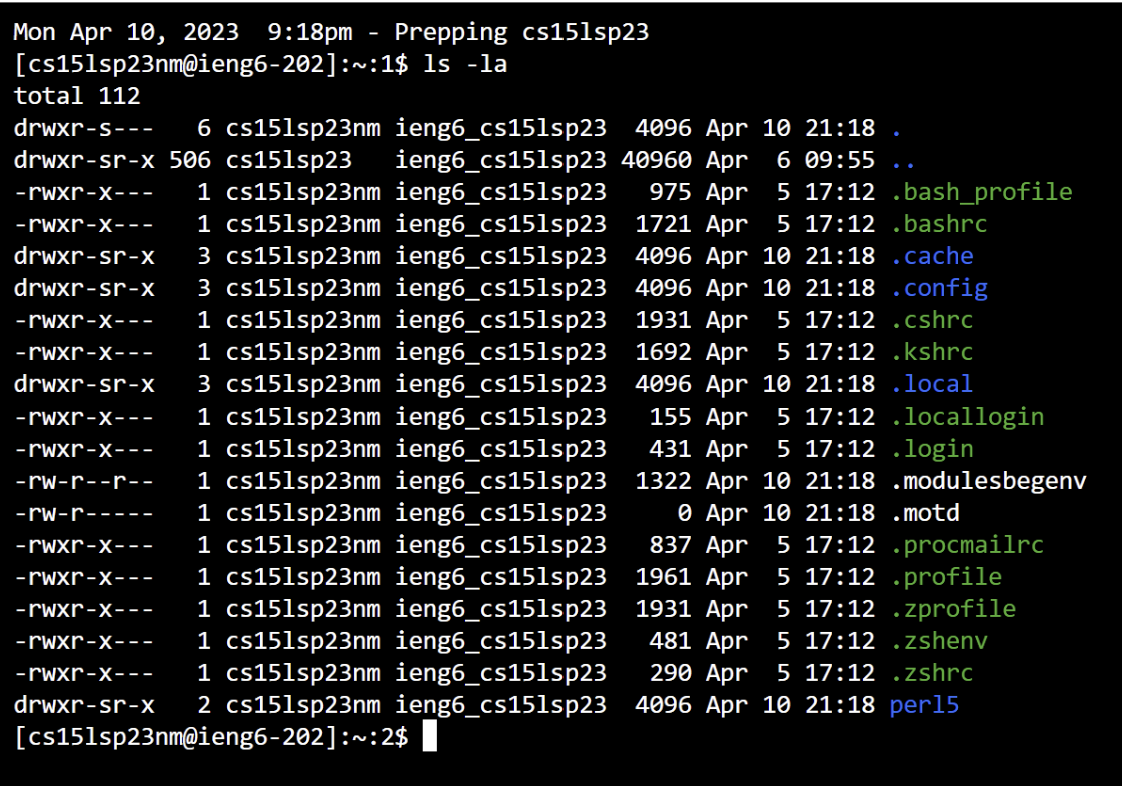 Mon Apr 10, 2023  9:18pm - Prepping cs15lsp23
[cs15lsp23nm@ieng6-202]:~:1$ ls -la
total 112
drwxr-s---   6 cs15lsp23nm ieng6_cs15lsp23  4096 Apr 10 21:18 .
drwxr-sr-x 506 cs15lsp23   ieng6_cs15lsp23 40960 Apr  6 09:55 ..
-rwxr-x---   1 cs15lsp23nm ieng6_cs15lsp23   975 Apr  5 17:12 .bash_profile
-rwxr-x---   1 cs15lsp23nm ieng6_cs15lsp23  1721 Apr  5 17:12 .bashrc
drwxr-sr-x   3 cs15lsp23nm ieng6_cs15lsp23  4096 Apr 10 21:18 .cache
drwxr-sr-x   3 cs15lsp23nm ieng6_cs15lsp23  4096 Apr 10 21:18 .config
-rwxr-x---   1 cs15lsp23nm ieng6_cs15lsp23  1931 Apr  5 17:12 .cshrc
-rwxr-x---   1 cs15lsp23nm ieng6_cs15lsp23  1692 Apr  5 17:12 .kshrc
drwxr-sr-x   3 cs15lsp23nm ieng6_cs15lsp23  4096 Apr 10 21:18 .local
-rwxr-x---   1 cs15lsp23nm ieng6_cs15lsp23   155 Apr  5 17:12 .locallogin
-rwxr-x---   1 cs15lsp23nm ieng6_cs15lsp23   431 Apr  5 17:12 .login
-rw-r--r--   1 cs15lsp23nm ieng6_cs15lsp23  1322 Apr 10 21:18 .modulesbegenv
-rw-r-----   1 cs15lsp23nm ieng6_cs15lsp23     0 Apr 10 21:18 .motd
-rwxr-x---   1 cs15lsp23nm ieng6_cs15lsp23   837 Apr  5 17:12 .procmailrc
-rwxr-x---   1 cs15lsp23nm ieng6_cs15lsp23  1961 Apr  5 17:12 .profile
-rwxr-x---   1 cs15lsp23nm ieng6_cs15lsp23  1931 Apr  5 17:12 .zprofile
-rwxr-x---   1 cs15lsp23nm ieng6_cs15lsp23   481 Apr  5 17:12 .zshenv
-rwxr-x---   1 cs15lsp23nm ieng6_cs15lsp23   290 Apr  5 17:12 .zshrc
drwxr-sr-x   2 cs15lsp23nm ieng6_cs15lsp23  4096 Apr 10 21:18 perl5
[cs15lsp23nm@ieng6-202]:~:2$